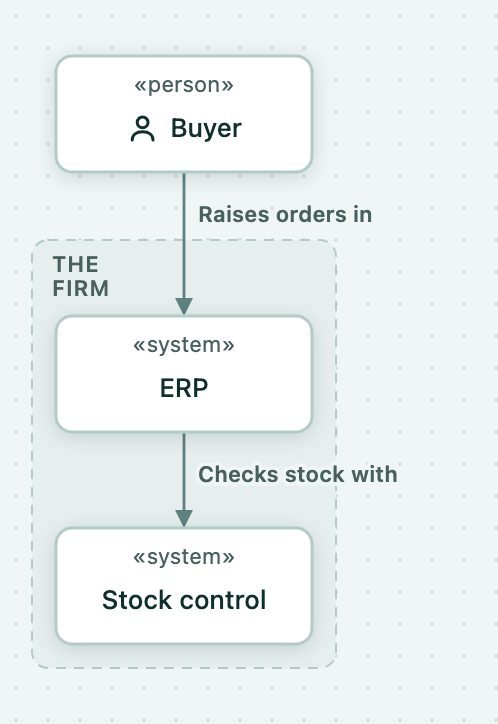 «person»
Buyer
Raises orders in
THE
FIRM
«system»
ERP
Checks stock with
«system»
Stock control